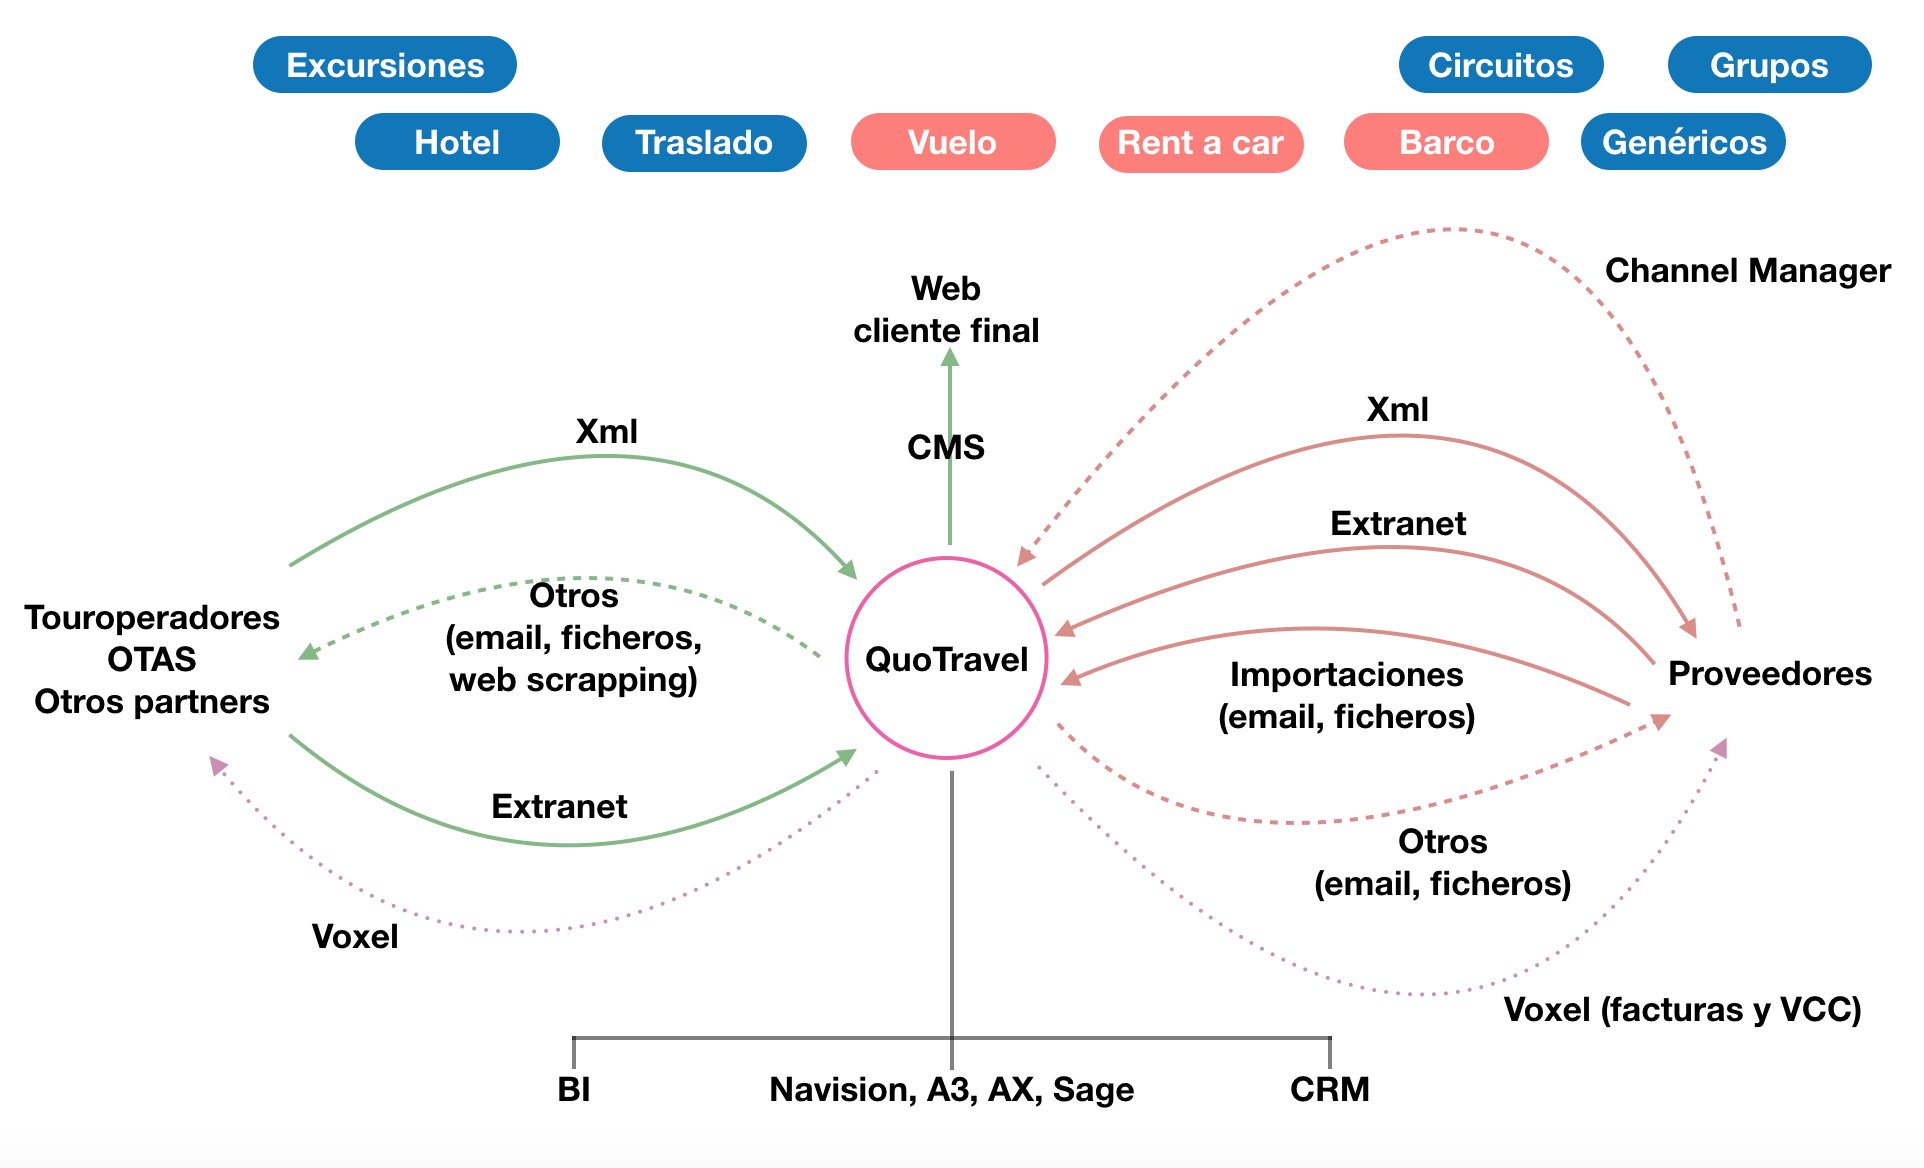 Excursiones
Circuitos
Grupos
Hotel
Traslado
Vuelo
Rent a car
Barco
Genéricos
Channel Manager
Web
cliente final
Xml
CMS
Xml
Extranet
Otros
(email, ficheros,
web scrapping)
Touroperadores
OTAS
Otros partners
QuoTravel
Importaciones
(email, ficheros)
Proveedores
Extranet
Otros
(email, ficheros)
Voxel
Voxel (facturas y VCC)
BI
Navision, A3, AX, Sage
CRM